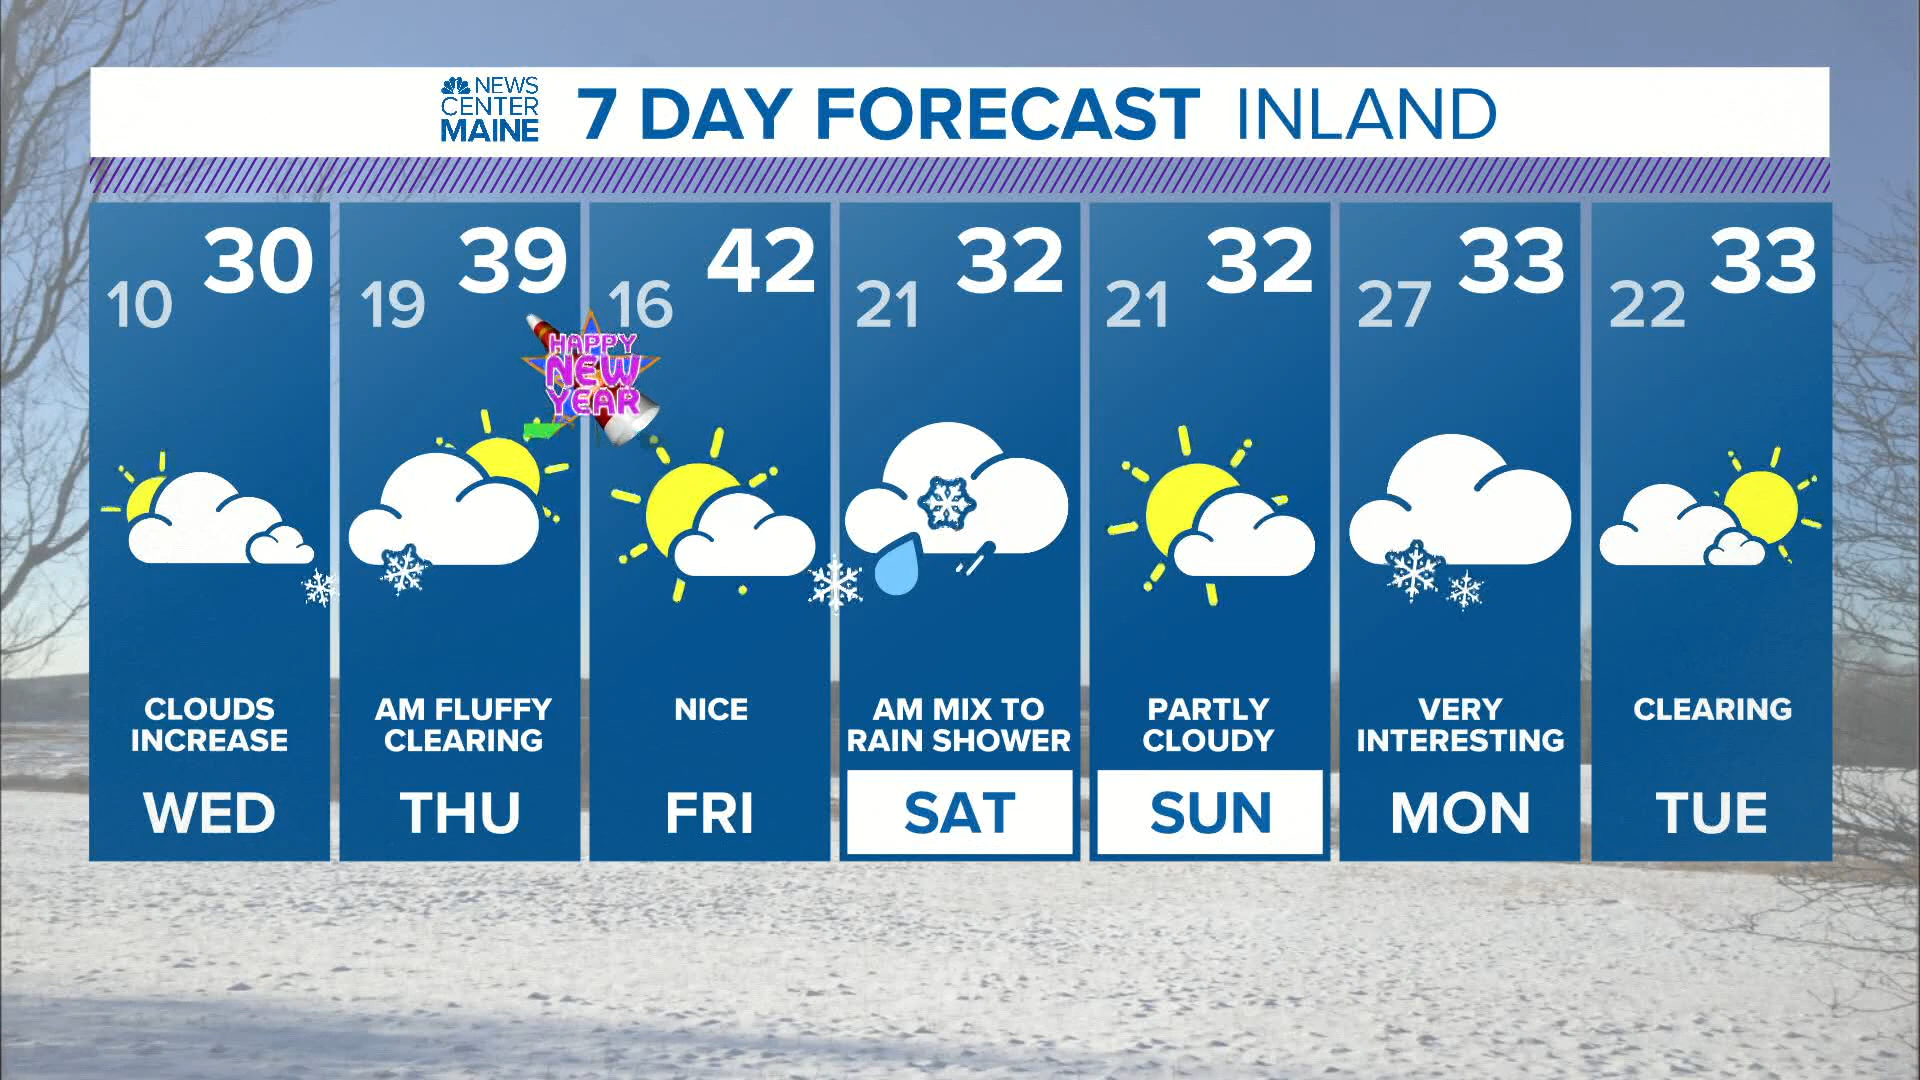 NEWS
CENTER
MAINE
7 DAY FORECAST INLAND
10 30
19 39
16 42
21 32
21 32
27 33
22 33
HAPPY
NEW
YEAR
CLOUDS
INCREASE
WED
AM FLUFFY
CLEARING
THU
NICE
FRI
AM MIX TO
RAIN SHOWER
SAT
PARTLY
CLOUDY
SUN
VERY
INTERESTING
MON
CLEARING
TUE